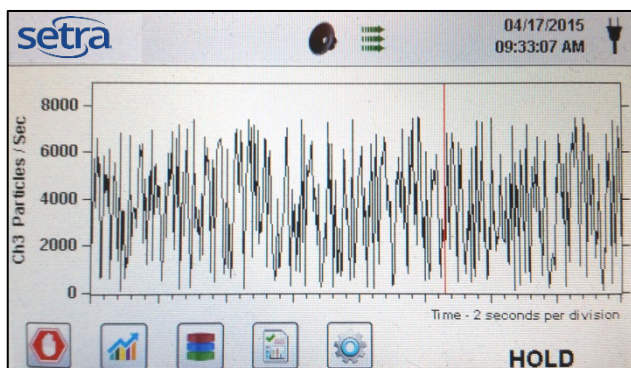 setra
04/17/2015
09:33:07 AM
Ch3 Particles / Sec
8000
6000
4000
2000
0
Time - 2 seconds per division
HOLD